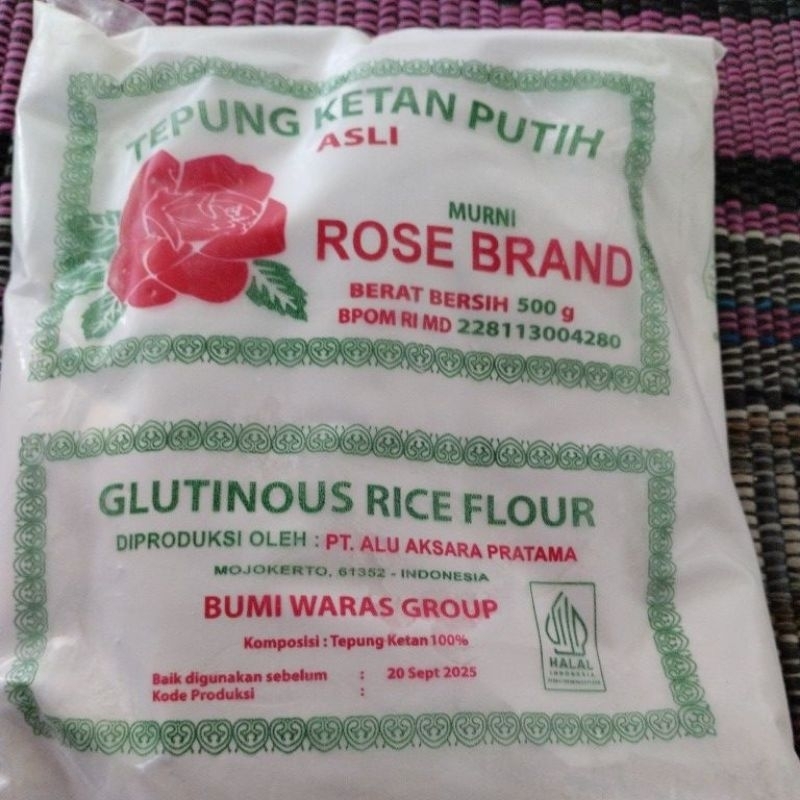 TEPUNG KETAN PUTIH
ASLI
MURNI
ROSE BRAND
BERAT BERSIH 500 g
BPOM RI MD 228113004280
GLUTINOUS RICE FLOUR
DIPRODUKSI OLEH : PT. ALU AKSARA PRATAMA
MOJOKERTO, 61352 - INDONESIA
BUMI WARAS GROUP
Komposisi : Tepung Ketan 100%
HALAL
INDONESIA
Baik digunakan sebelum : 20 Sept 2025
Kode Produksi :